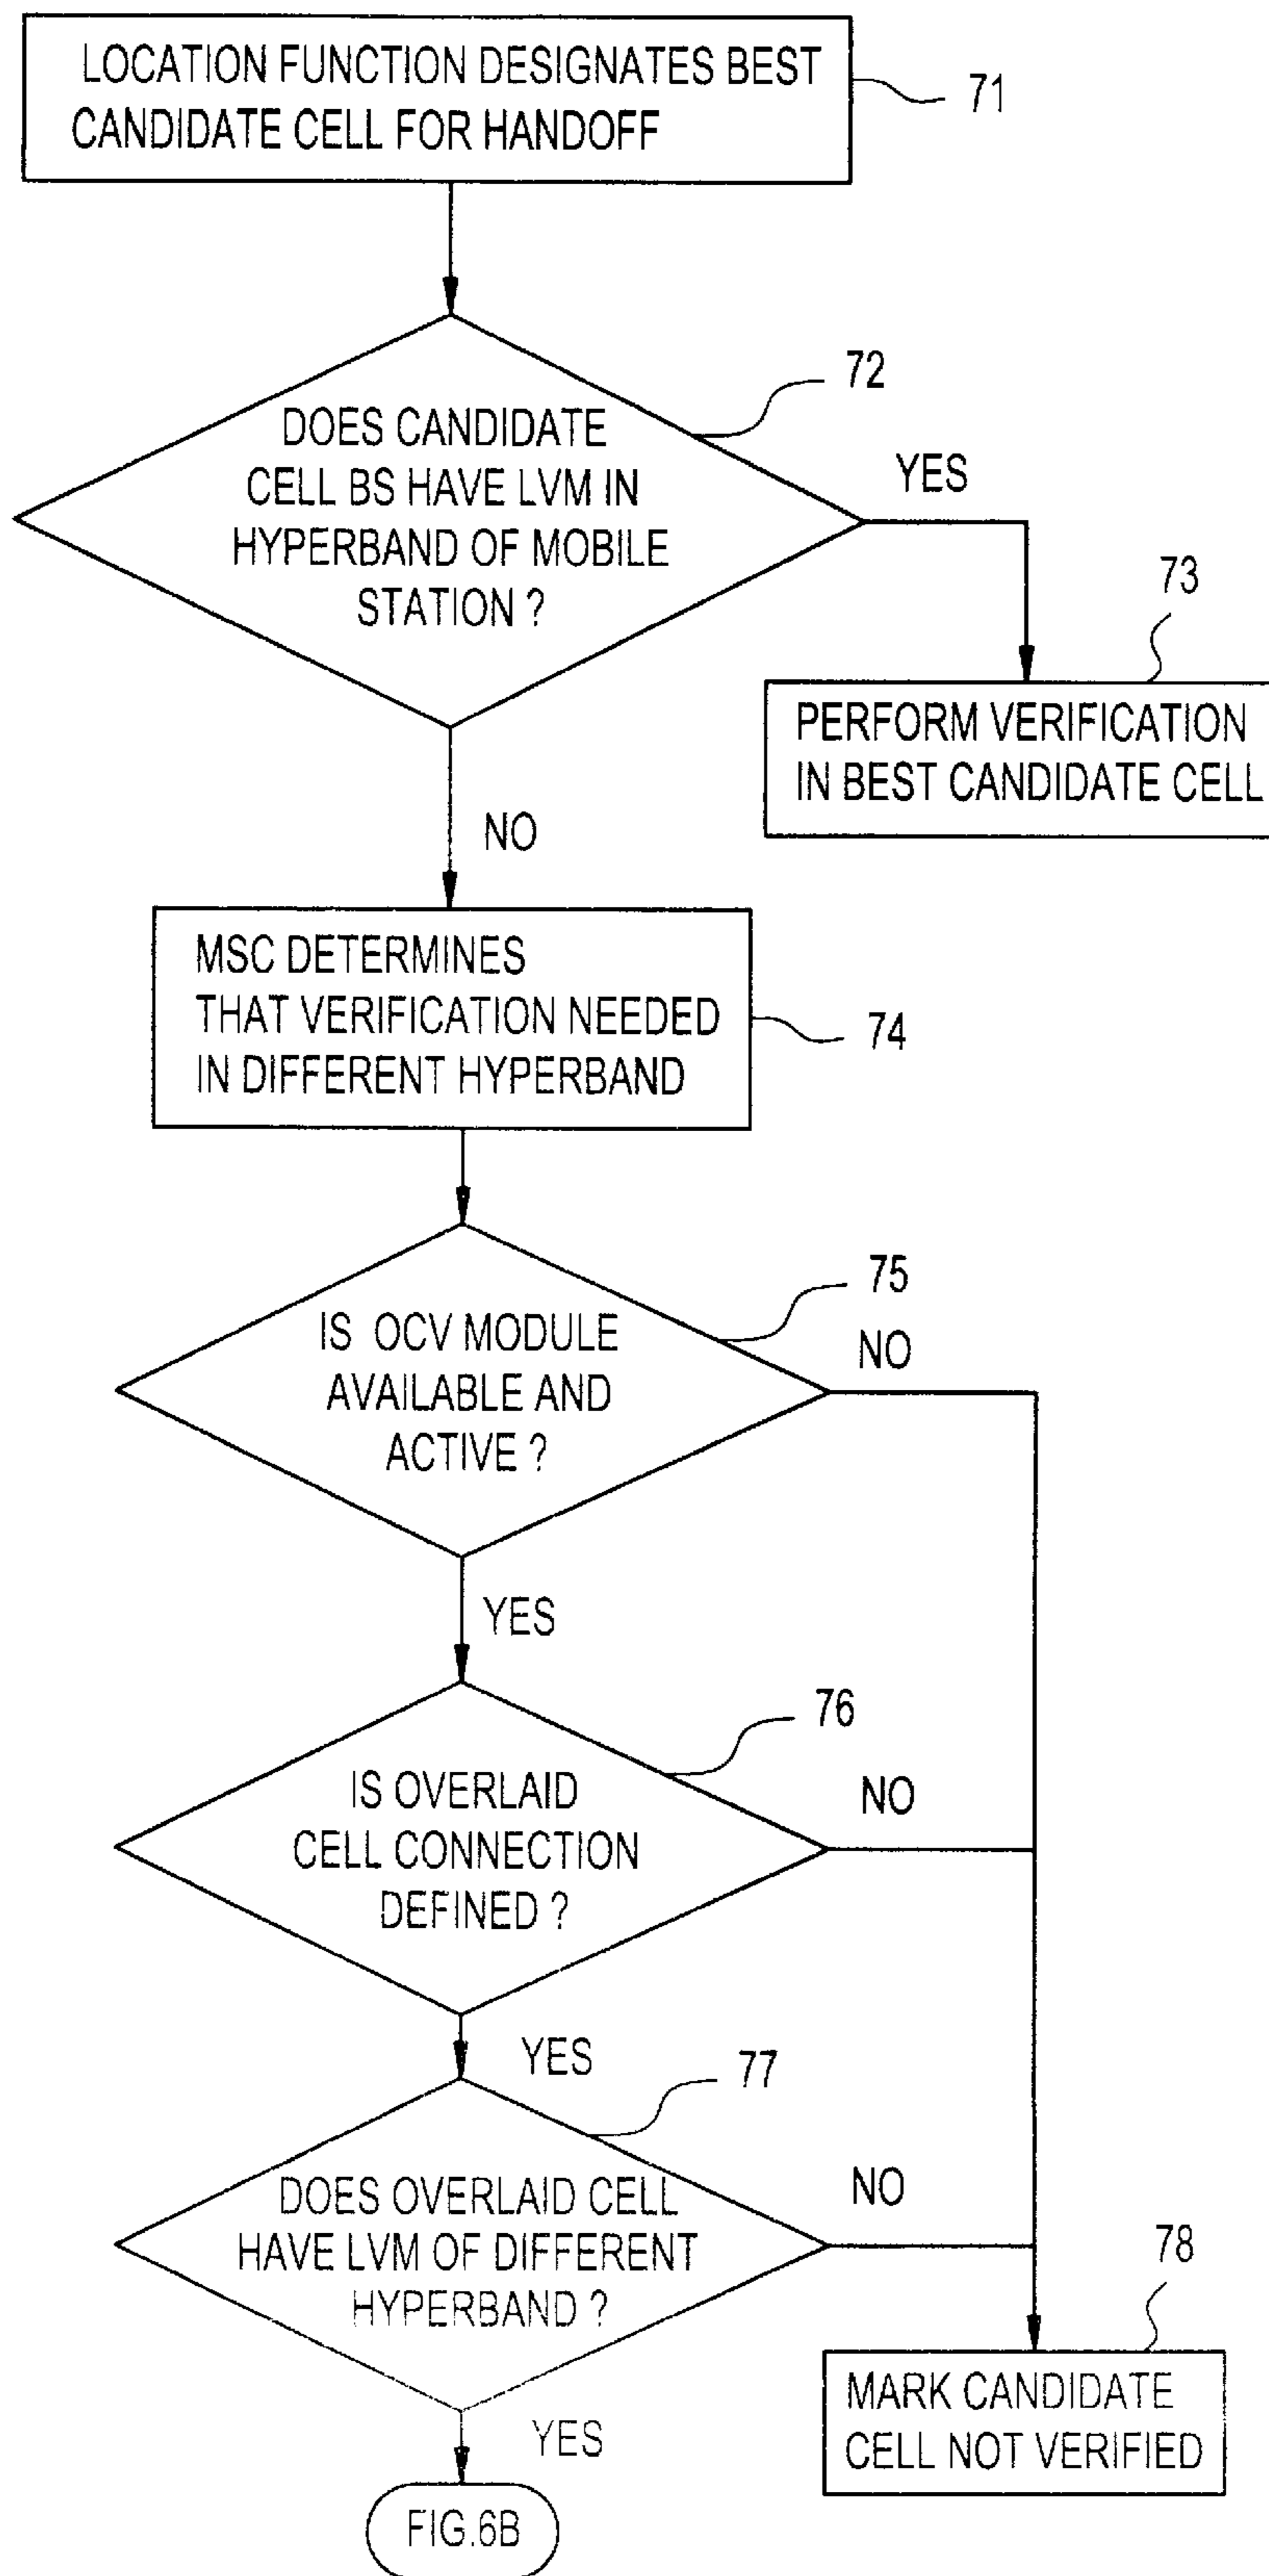 LOCATION FUNCTION DESIGNATES BEST
CANDIDATE CELL FOR HANDOFF
71
72
DOES CANDIDATE
CELL BS HAVE LVM IN
HYPERBAND OF MOBILE
STATION ?
YES
73
PERFORM VERIFICATION
IN BEST CANDIDATE CELL
NO
MSC DETERMINES
THAT VERIFICATION NEEDED
IN DIFFERENT HYPERBAND
74
75
IS OCV MODULE
AVAILABLE AND
ACTIVE ?
NO
YES
76
IS OVERLAID
CELL CONNECTION
DEFINED ?
NO
YES
77
DOES OVERLAID CELL
HAVE LVM OF DIFFERENT
HYPERBAND ?
NO
78
MARK CANDIDATE
CELL NOT VERIFIED
YES
FIG.6B